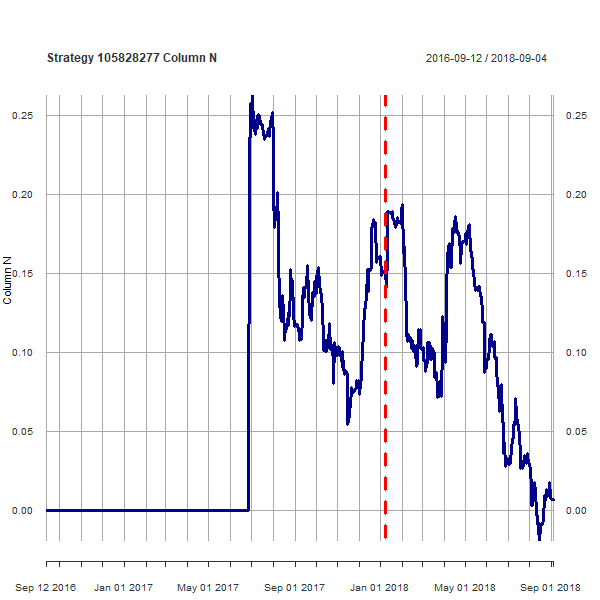 Strategy 105828277 Column N
2016-09-12 / 2018-09-04
0.25
0.25
0.20
0.20
0.15
0.15
Column N
0.10
0.10
0.05
0.05
0.00
0.00
Sep 12 2016
Jan 01 2017
May 01 2017
Sep 01 2017
Jan 01 2018
May 01 2018
Sep 01 2018